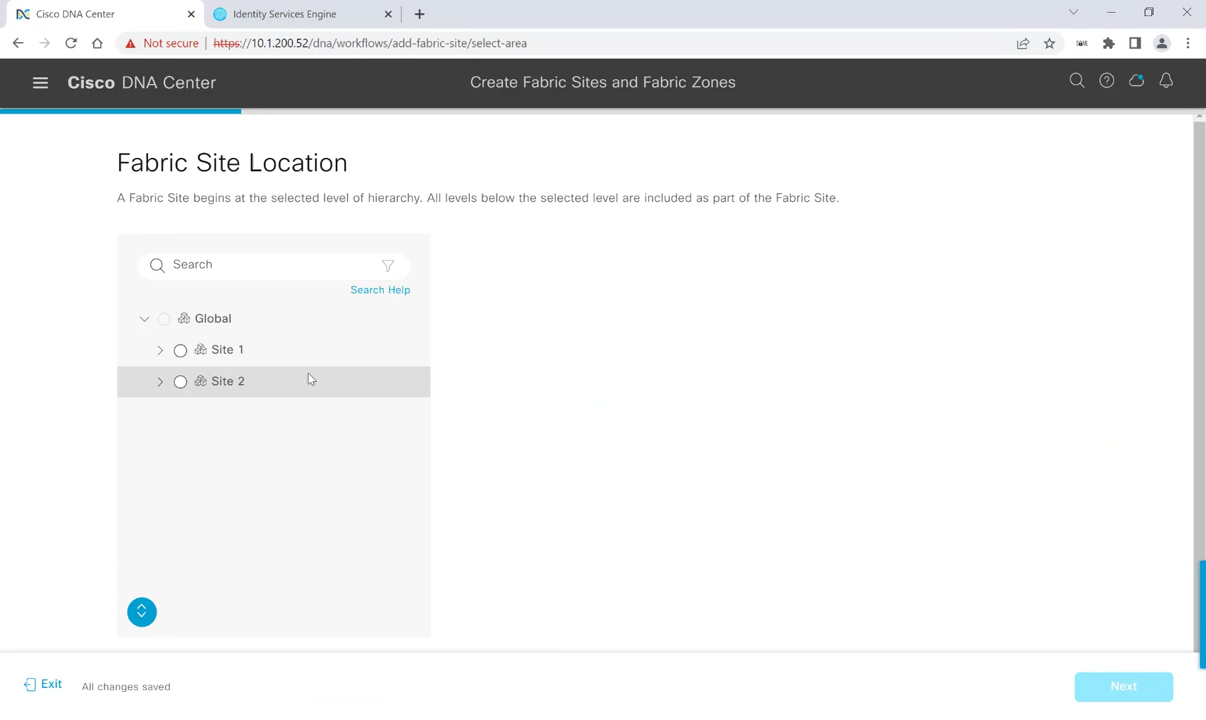 Cisco DNA Center
Identity Services Engine
Not secure | https://10.1.200.52/dna/workflows/add-fabric-site/select-area
Cisco DNA Center
Create Fabric Sites and Fabric Zones
Fabric Site Location
A Fabric Site begins at the selected level of hierarchy. All levels below the selected level are included as part of the Fabric Site.
Search
Search Help
Global
Site 1
Site 2
Exit
All changes saved
Next